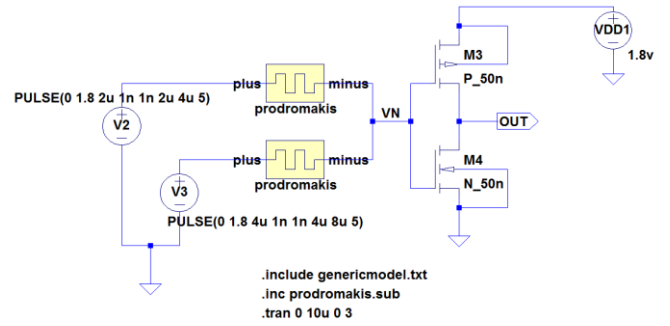 VDD1
M3
1.8v
plus
minus
P_50n
PULSE(0 1.8 2u 1n 1n 2u 4u 5)
prodromakis
V2
VN
OUT
plus
minus
M4
prodromakis
N_50n
V3
PULSE(0 1.8 4u 1n 1n 4u 8u 5)
.include genericmodel.txt
.inc prodromakis.sub
.tran 0 10u 0 3